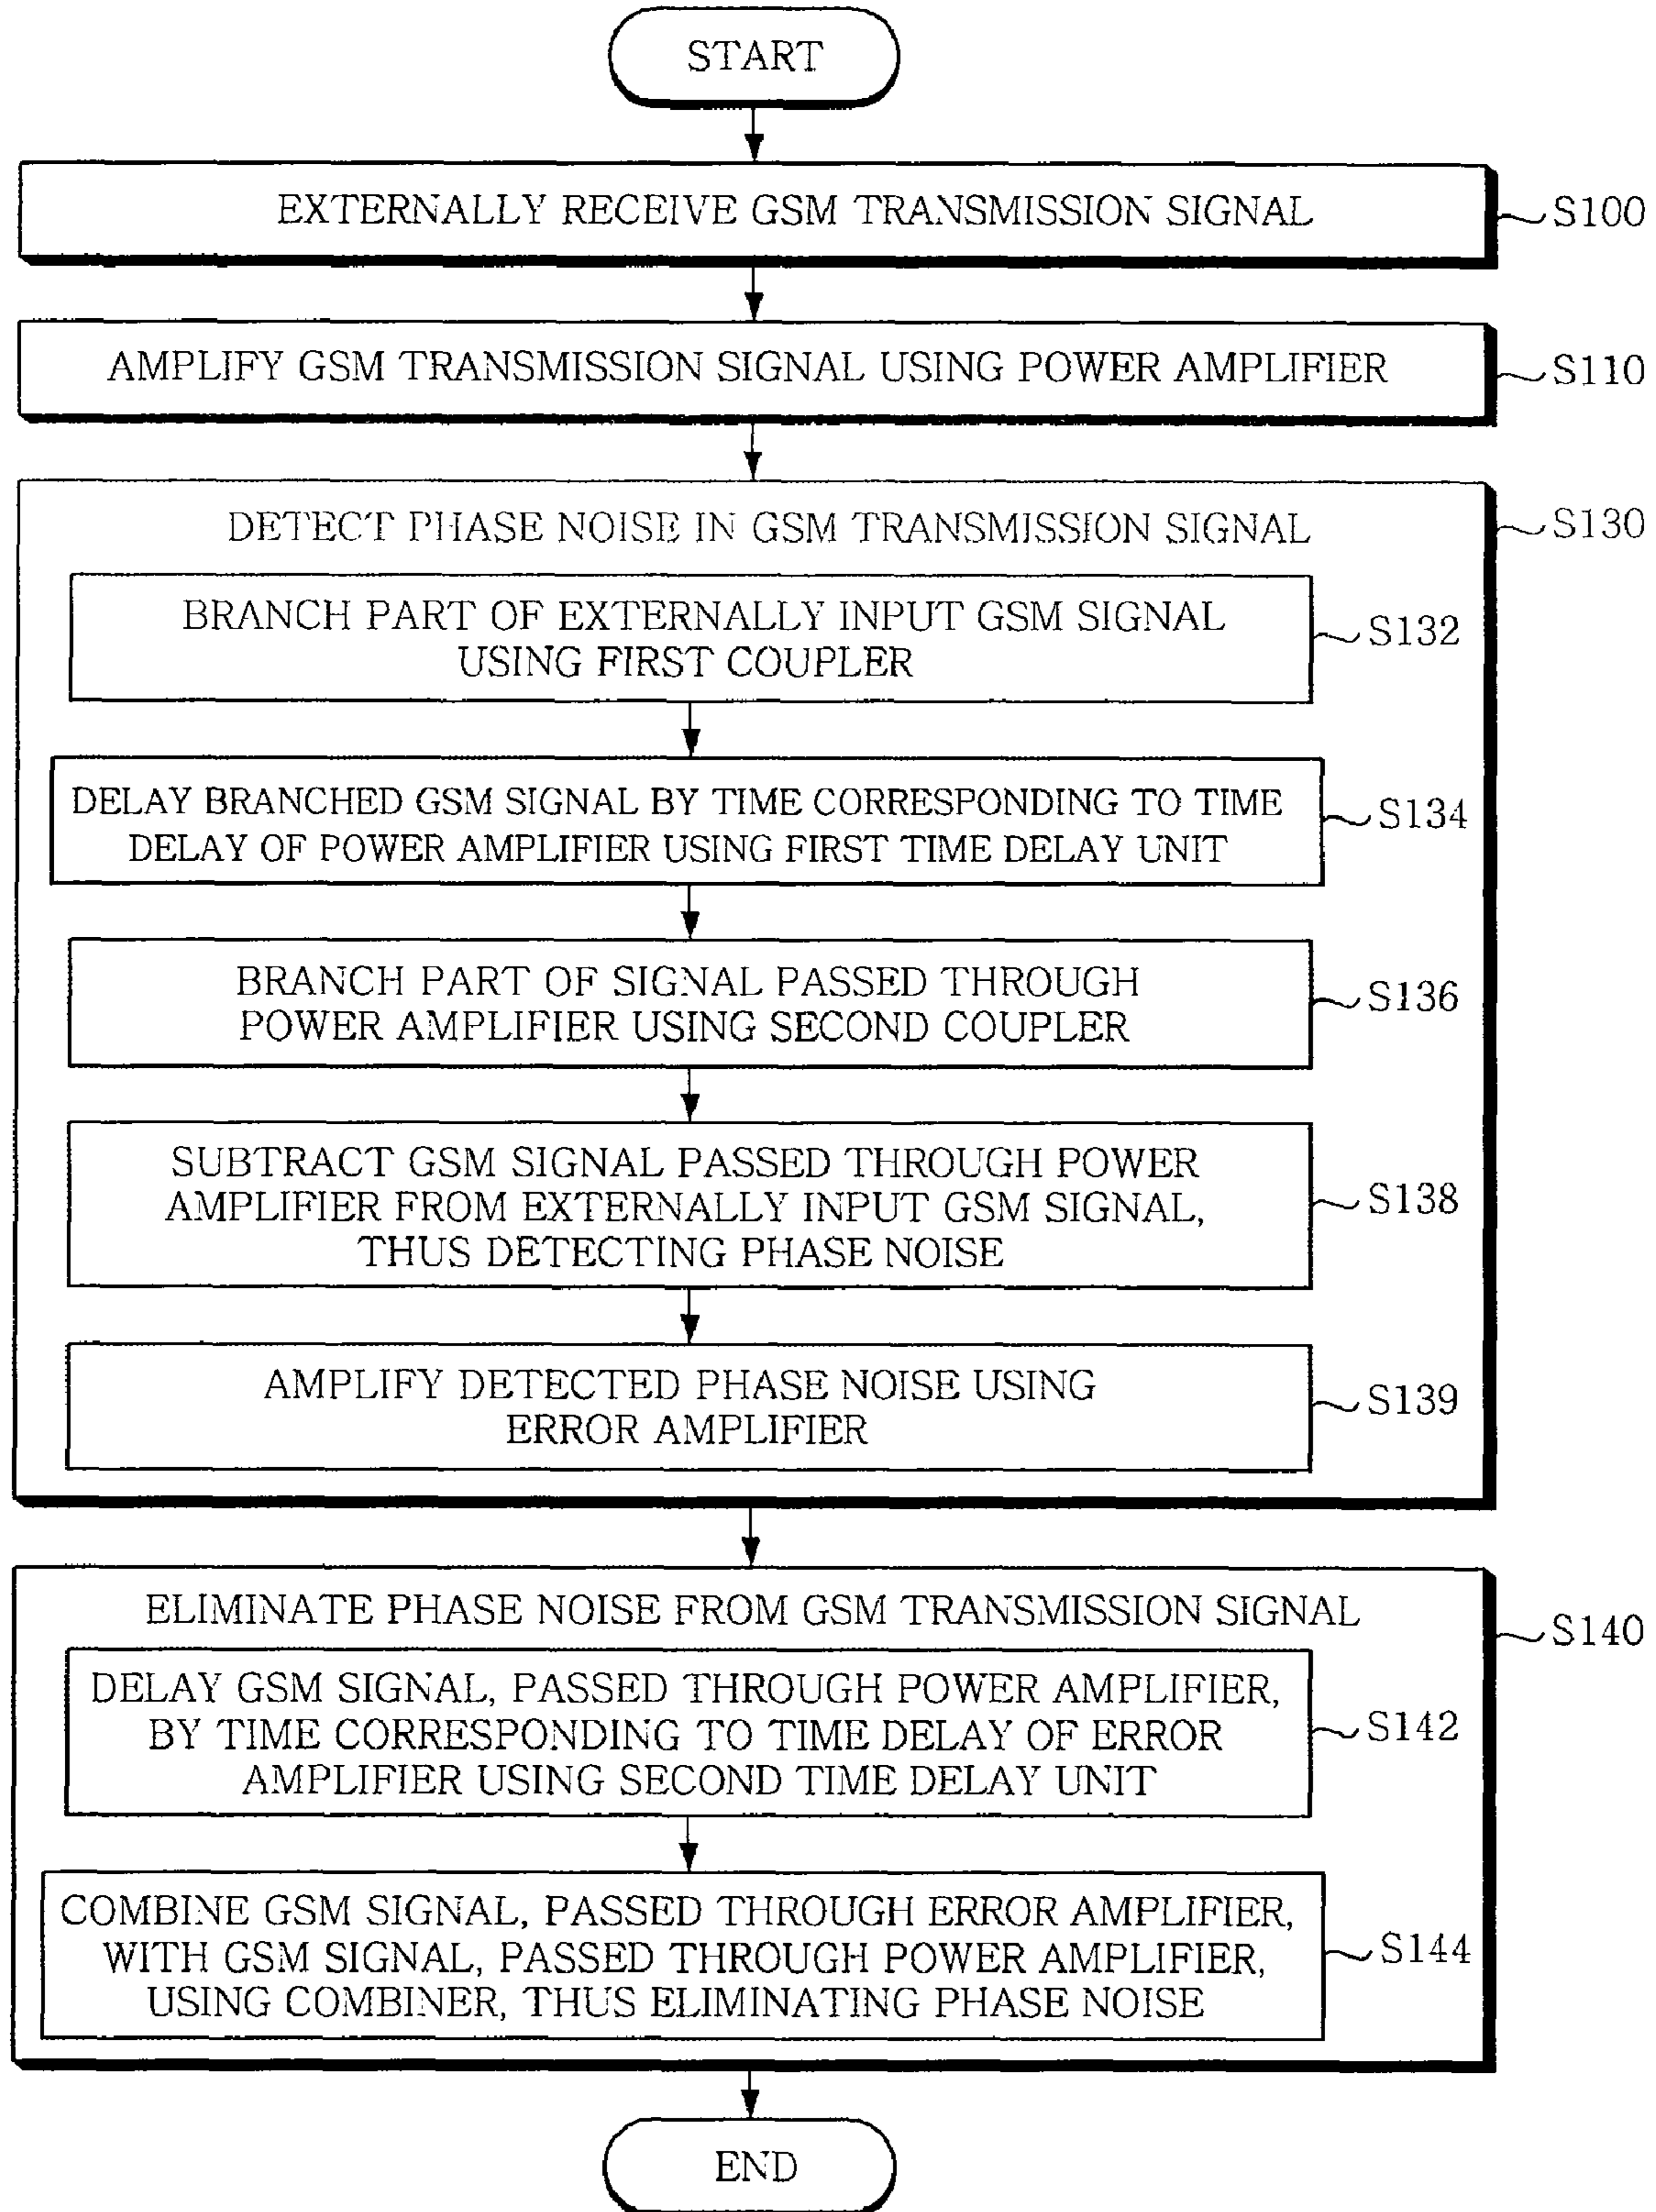 START
EXTERNALLY RECEIVE GSM TRANSMISSION SIGNAL
S100
AMPLIFY GSM TRANSMISSION SIGNAL USING POWER AMPLIFIER
S110
DETECT PHASE NOISE IN GSM TRANSMISSION SIGNAL
S130
BRANCH PART OF EXTERNALLY INPUT GSM SIGNAL
USING FIRST COUPLER
S132
DELAY BRANCHED GSM SIGNAL BY TIME CORRESPONDING TO TIME
DELAY OF POWER AMPLIFIER USING FIRST TIME DELAY UNIT
S134
BRANCH PART OF SIGNAL PASSED THROUGH
POWER AMPLIFIER USING SECOND COUPLER
S136
SUBTRACT GSM SIGNAL PASSED THROUGH POWER
AMPLIFIER FROM EXTERNALLY INPUT GSM SIGNAL,
THUS DETECTING PHASE NOISE
S138
AMPLIFY DETECTED PHASE NOISE USING
ERROR AMPLIFIER
S139
ELIMINATE PHASE NOISE FROM GSM TRANSMISSION SIGNAL
S140
DELAY GSM SIGNAL, PASSED THROUGH POWER AMPLIFIER,
BY TIME CORRESPONDING TO TIME DELAY OF ERROR
AMPLIFIER USING SECOND TIME DELAY UNIT
S142
COMBINE GSM SIGNAL, PASSED THROUGH ERROR AMPLIFIER,
WITH GSM SIGNAL, PASSED THROUGH POWER AMPLIFIER,
USING COMBINER, THUS ELIMINATING PHASE NOISE
S144
END